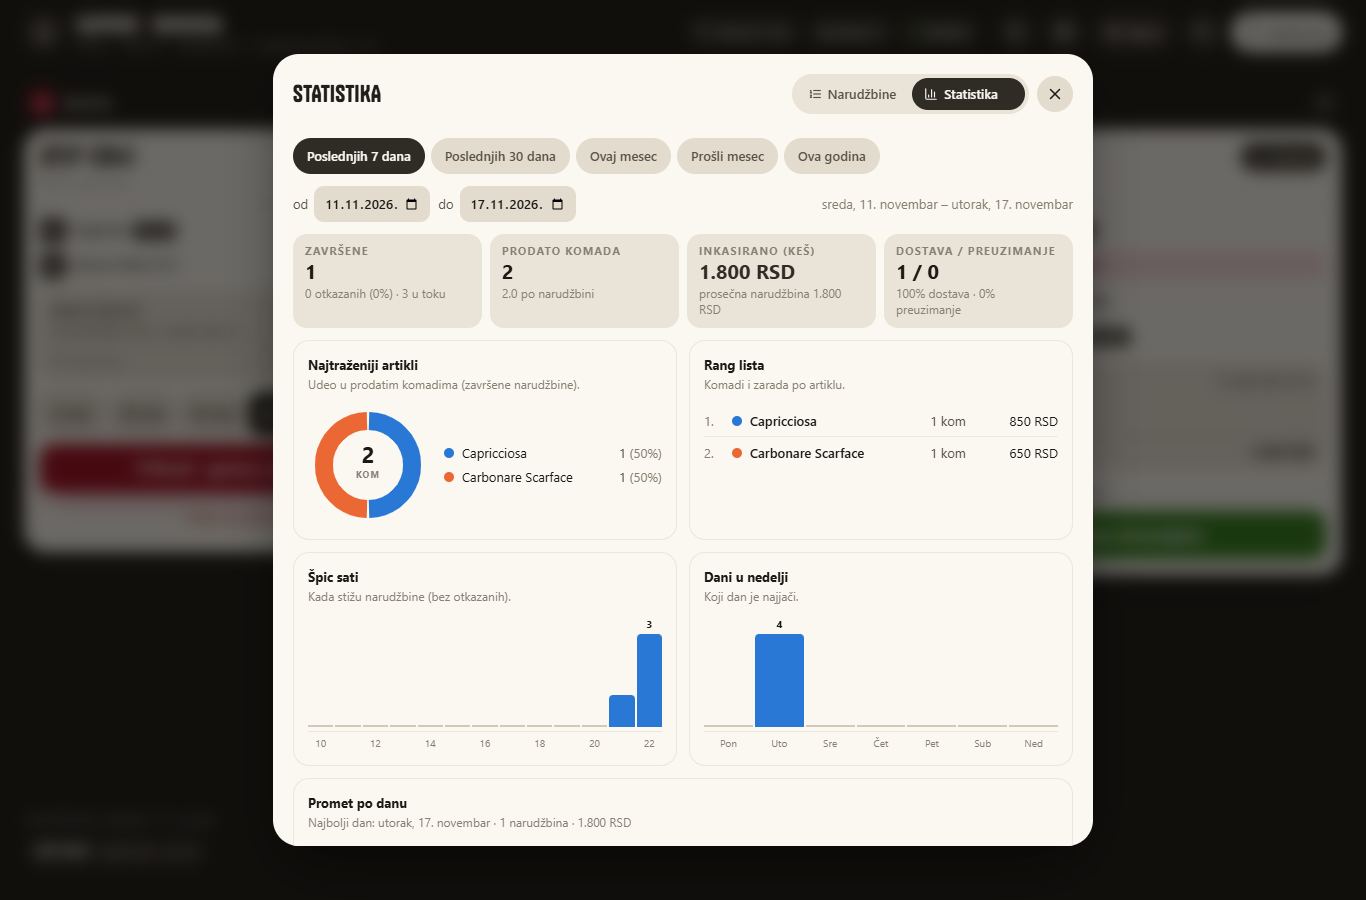 STATISTIKA
Narudžbine
Statistika
Poslednjih 7 dana
Poslednjih 30 dana
Ovaj mesec
Prošli mesec
Ova godina
od 11.11.2026. do 17.11.2026.
sreda, 11. novembar – utorak, 17. novembar
ZAVRŠENE
1
0 otkazanih (0%) · 3 u toku
PRODATO KOMADA
2
2.0 po narudžbini
INKASIRANO (KEŠ)
1.800 RSD
prosečna narudžbina 1.800
RSD
DOSTAVA / PREUZIMANJE
1 / 0
100% dostava · 0%
preuzimanje
Najtraženiji artikli
Udeo u prodatim komadima (završene narudžbine).
2
KOM
Capricciosa 1 (50%)
Carbonare Scarface 1 (50%)
Rang lista
Komadi i zarada po artiklu.
1. Capricciosa 1 kom 850 RSD
2. Carbonare Scarface 1 kom 650 RSD
Špic sati
Kada stižu narudžbine (bez otkazanih).
3
10 12 14 16 18 20 22
Dani u nedelji
Koji dan je najjači.
4
Pon Uto Sre Čet Pet Sub Ned
Promet po danu
Najbolji dan: utorak, 17. novembar · 1 narudžbina · 1.800 RSD